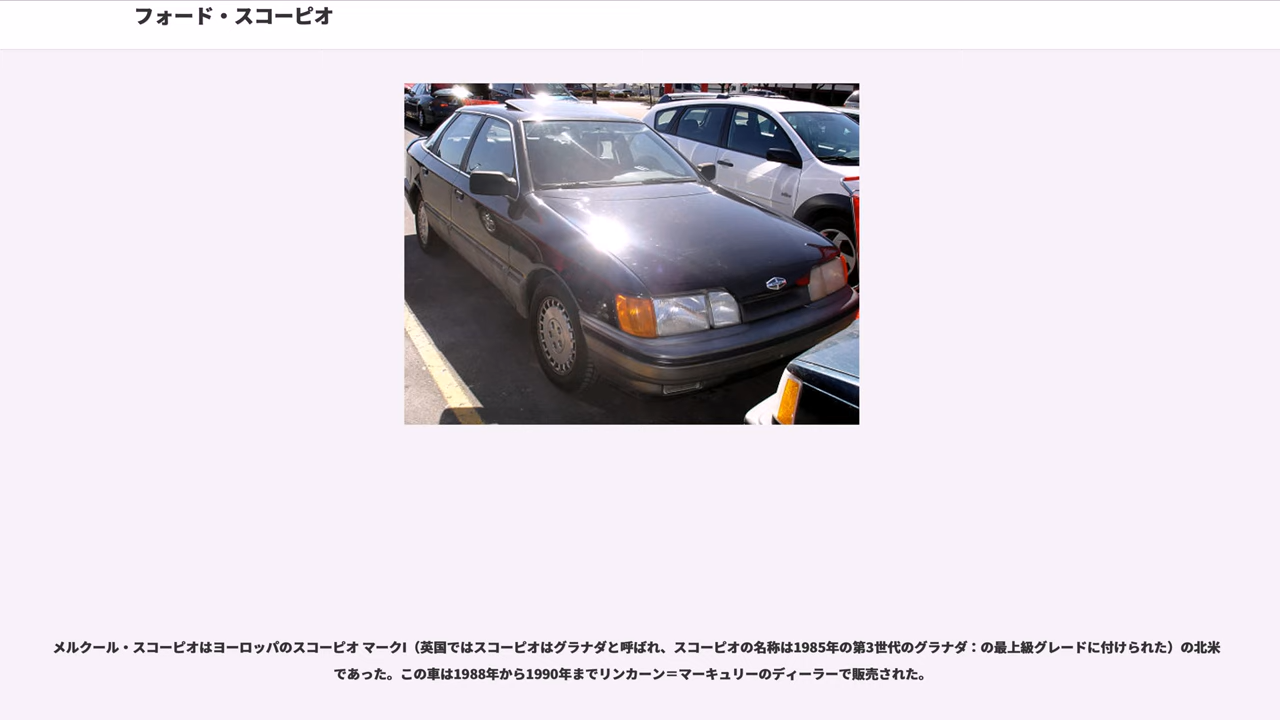 フォード・スコーピオ
メルクール・スコーピオはヨーロッパのスコーピオ マークI（英国ではスコーピオはグラナダと呼ばれ、スコーピオの名称は1985年の第3世代のグラナダ：の最上級グレードに付けられた）の北米
であった。この車は1988年から1990年までリンカーン＝マーキュリーのディーラーで販売された。